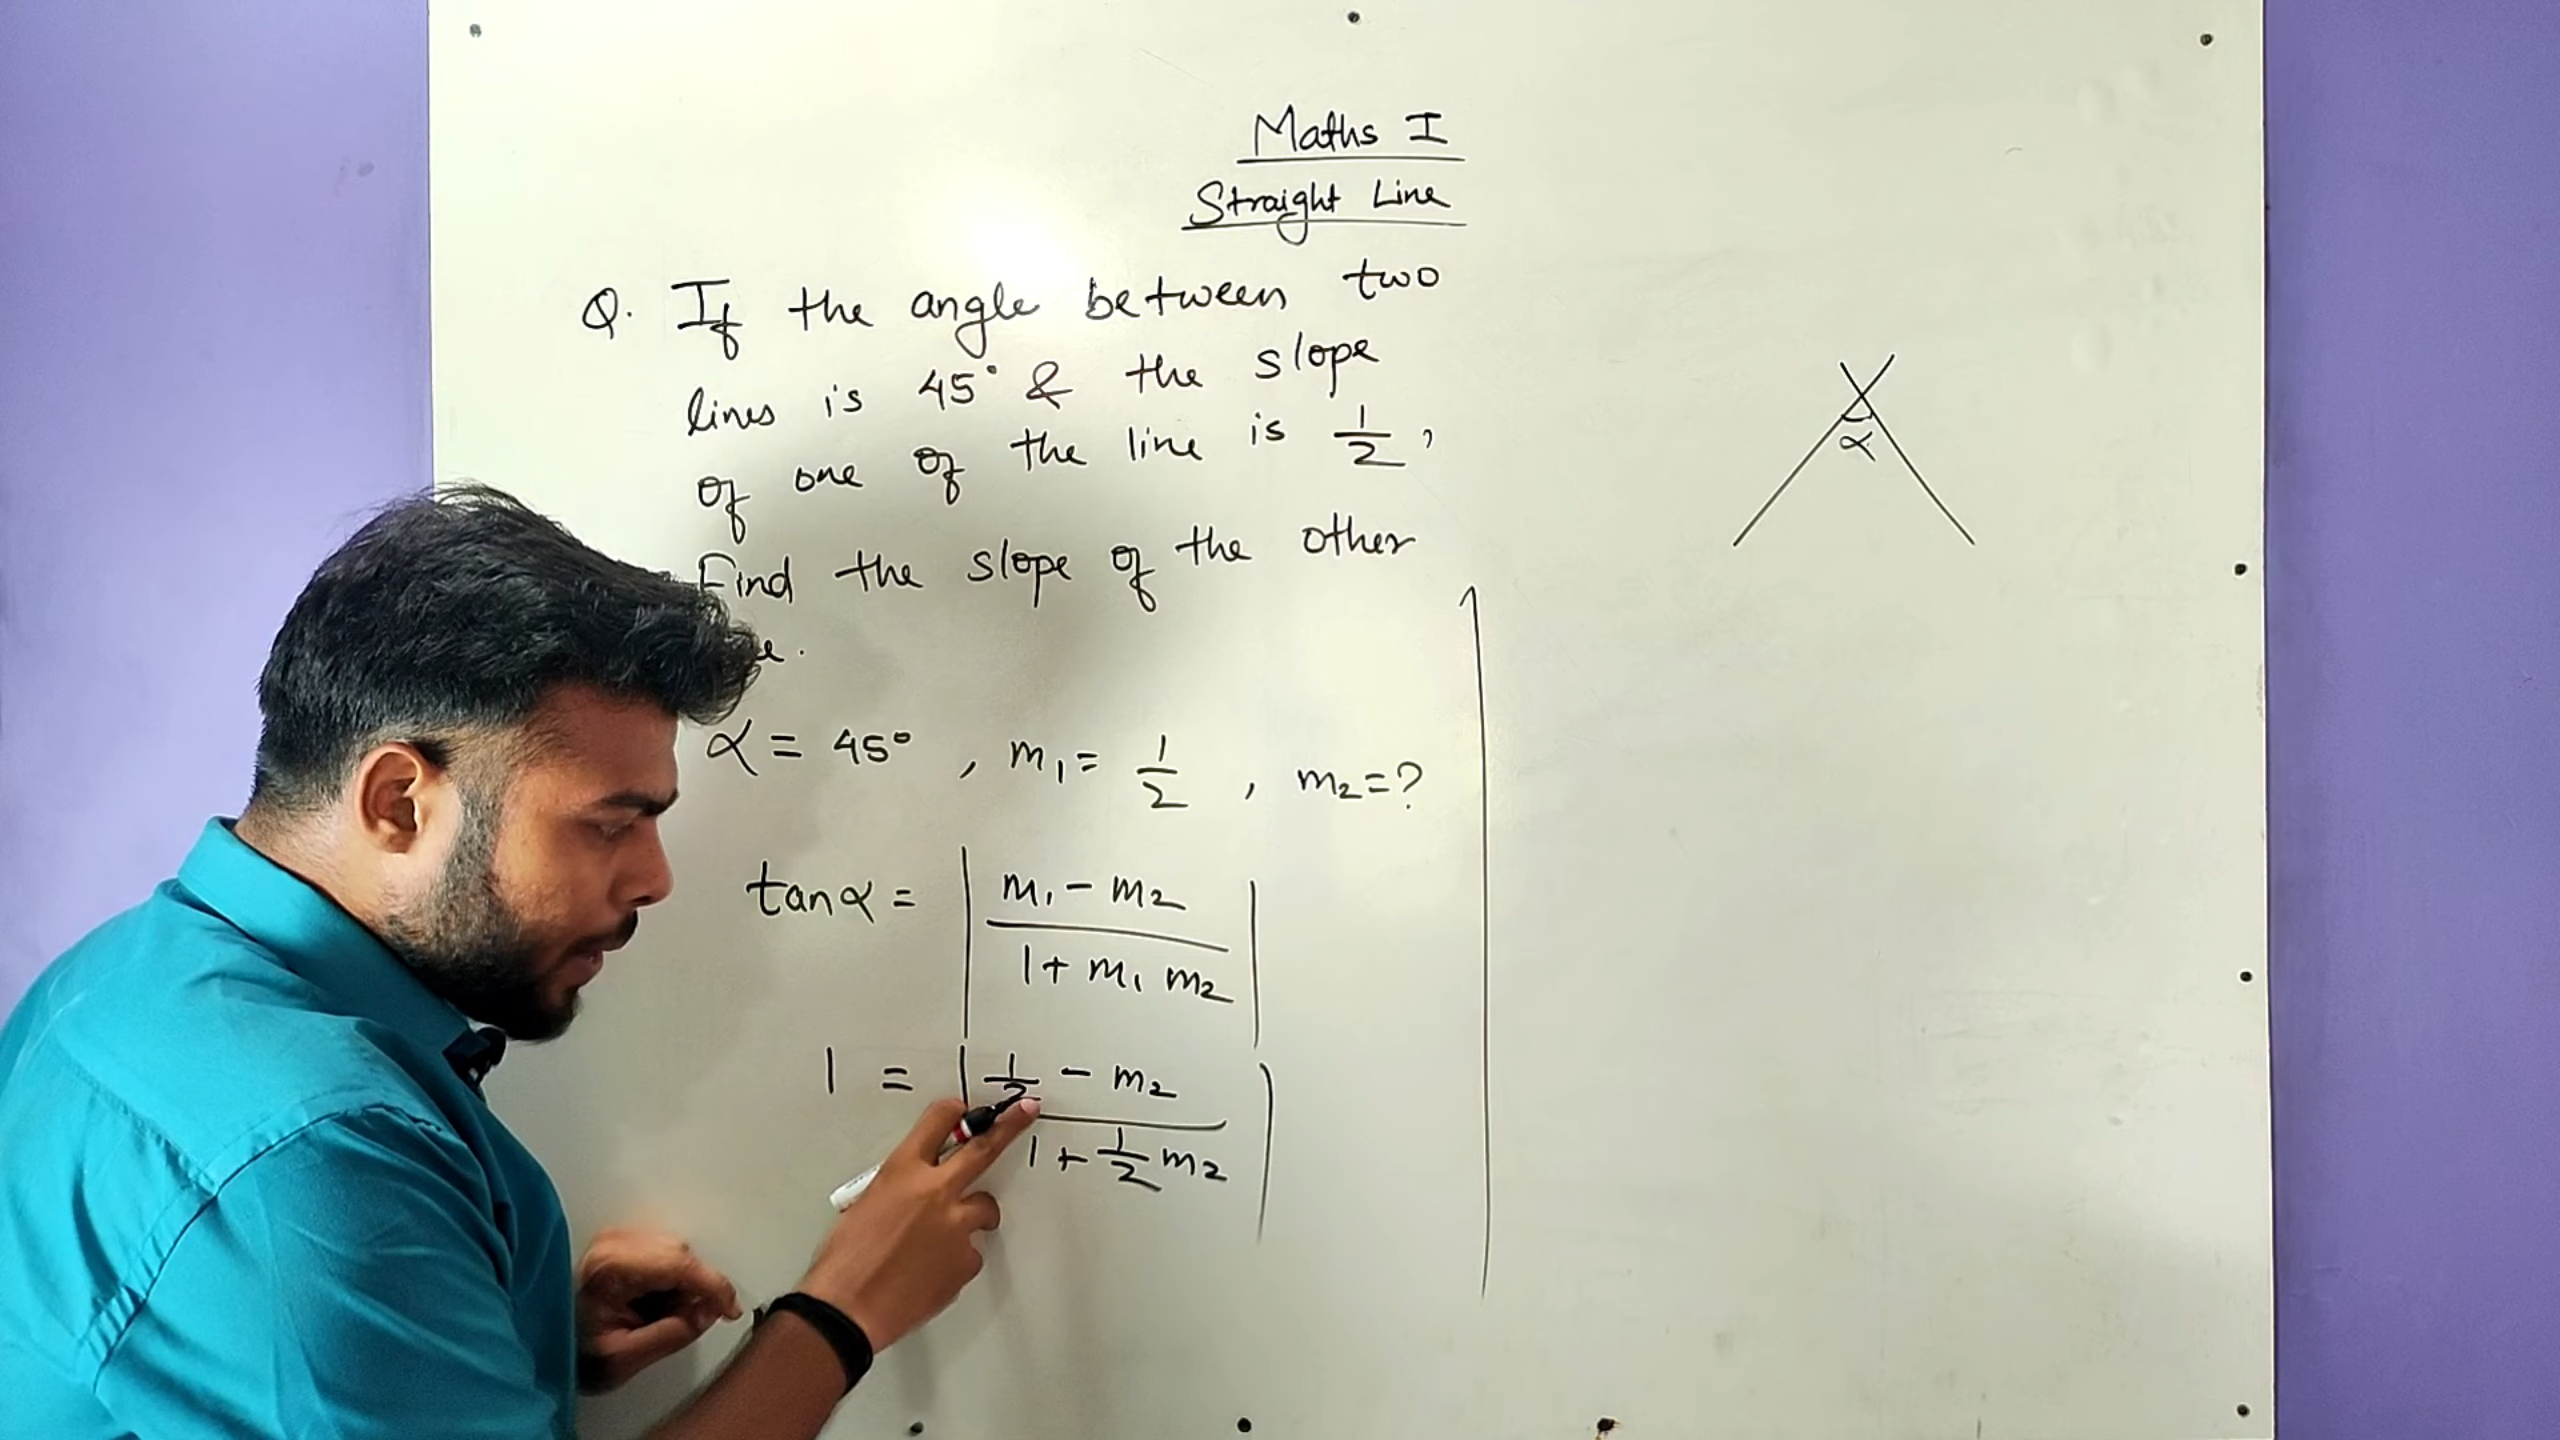 Maths I
Straight Line
Q. If the angle between two
lines is 45° & the slope
of one of the line is 1/2,
Find the slope of the other
α = 45°, m₁ = 1/2, m₂ = ?
tanα = | (m₁ - m₂) / (1 + m₁ m₂) |
1 = | (1/2 - m₂) / (1 + 1/2 m₂) |
α